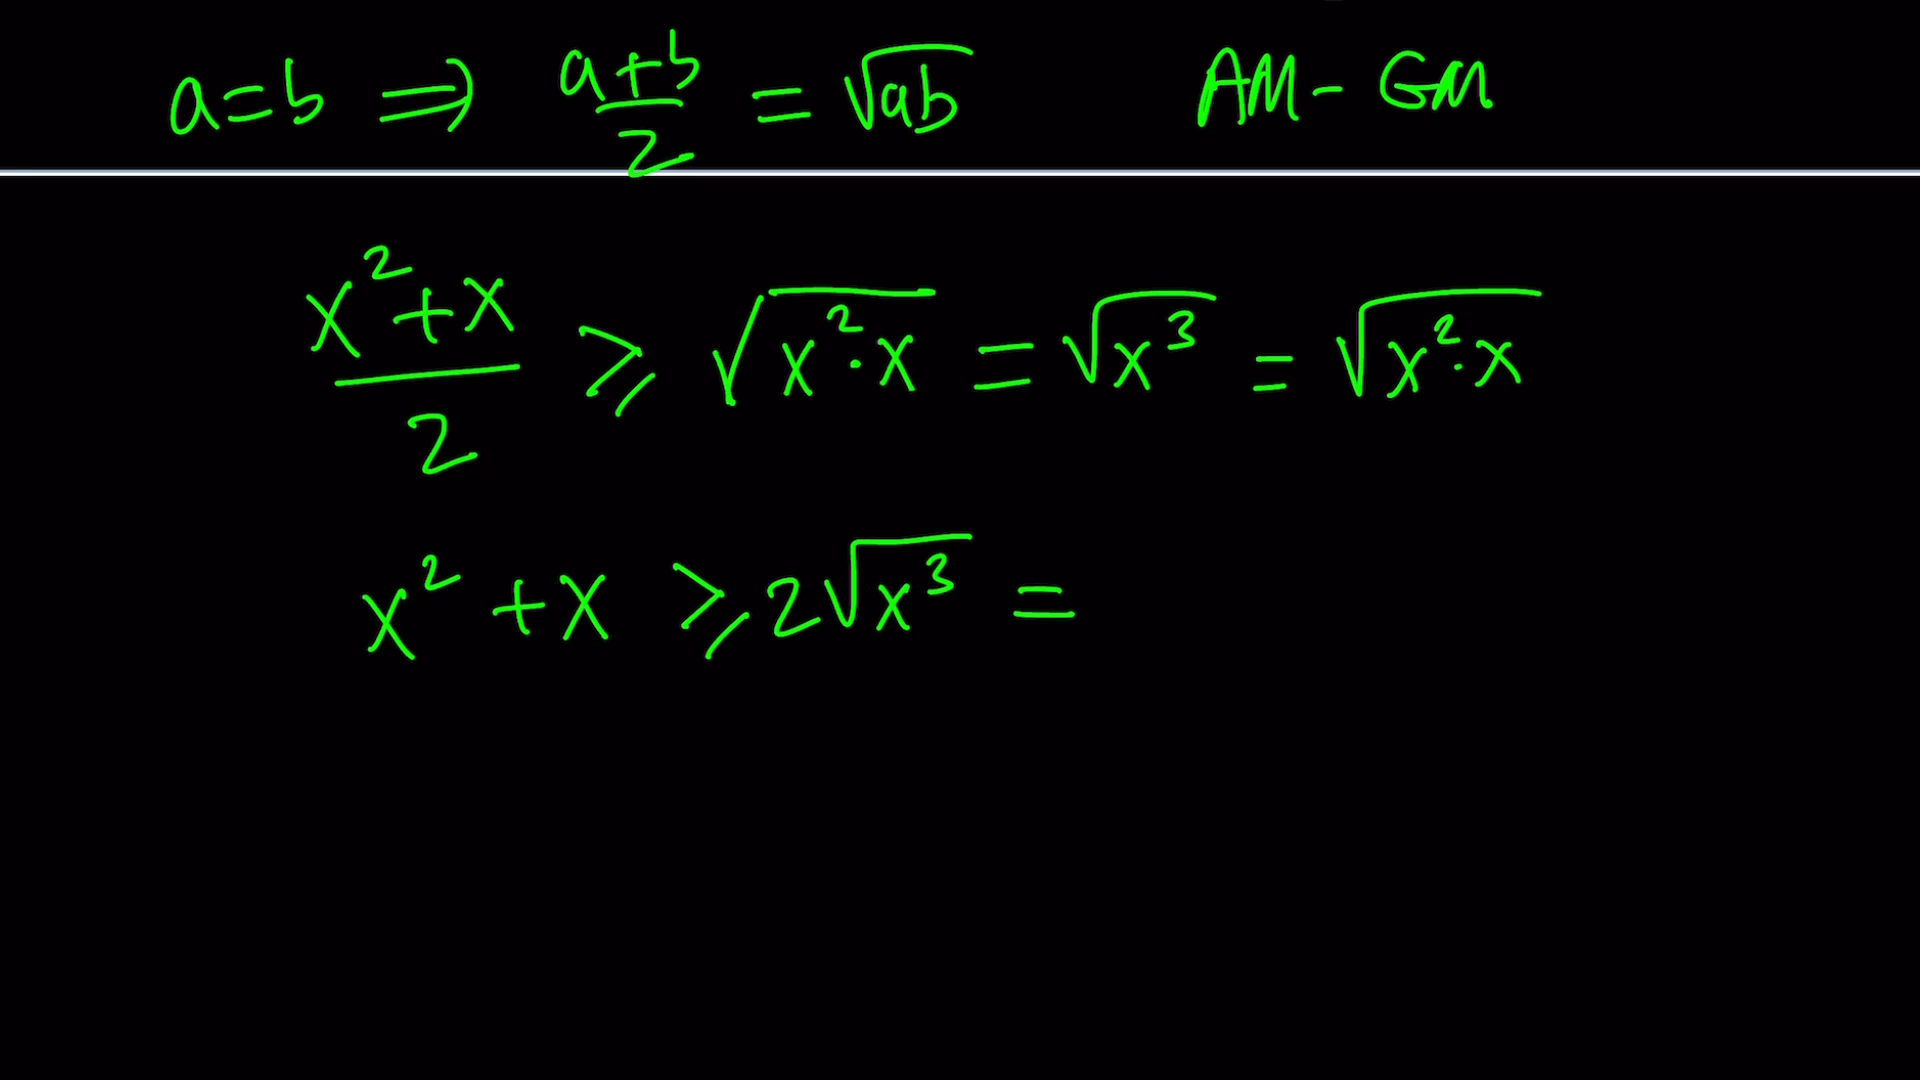 a=b ⇒ (a+b)/2 = √(ab) AM - GM
(x²+x)/2 ⩾ √(x²·x) = √(x³) = √(x²·x)
x² + x ⩾ 2√(x³) =